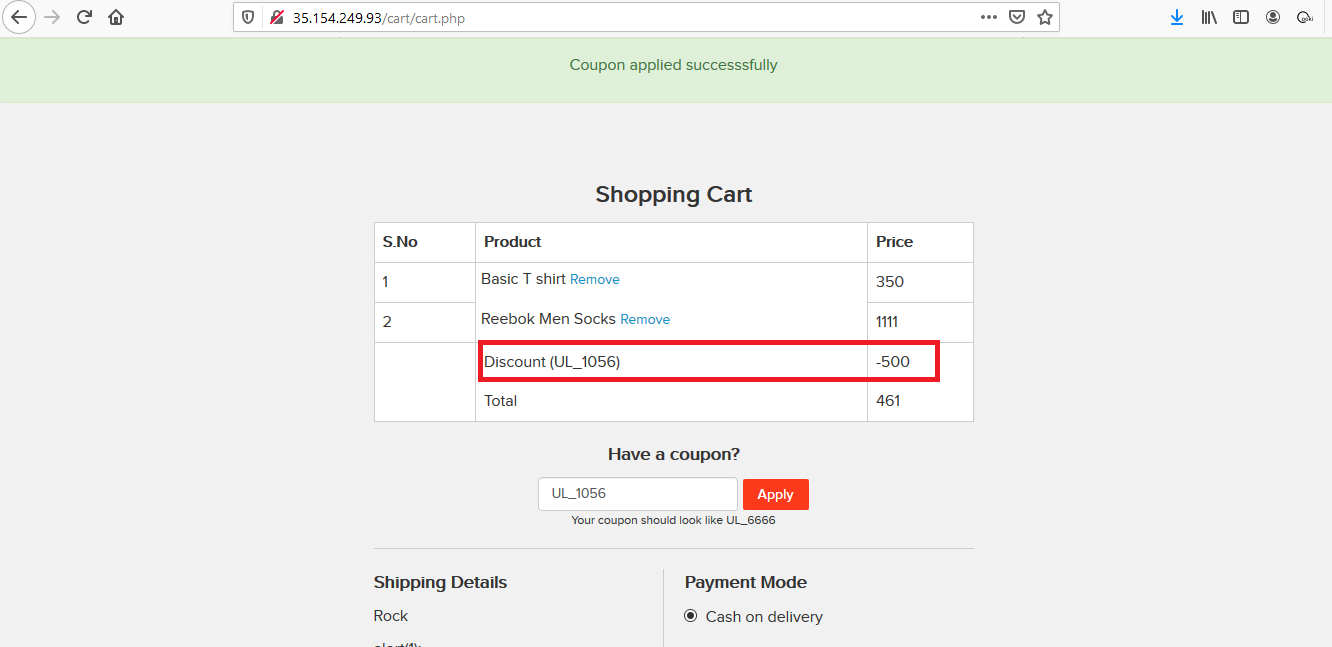 35.154.249.93/cart/cart.php
Coupon applied successsfully
Shopping Cart
S.No Product Price
1 Basic T shirt Remove 350
2 Reebok Men Socks Remove 1111
Discount (UL_1056) -500
Total 461
Have a coupon?
UL_1056 Apply
Your coupon should look like UL_6666
Shipping Details Payment Mode
Rock Cash on delivery